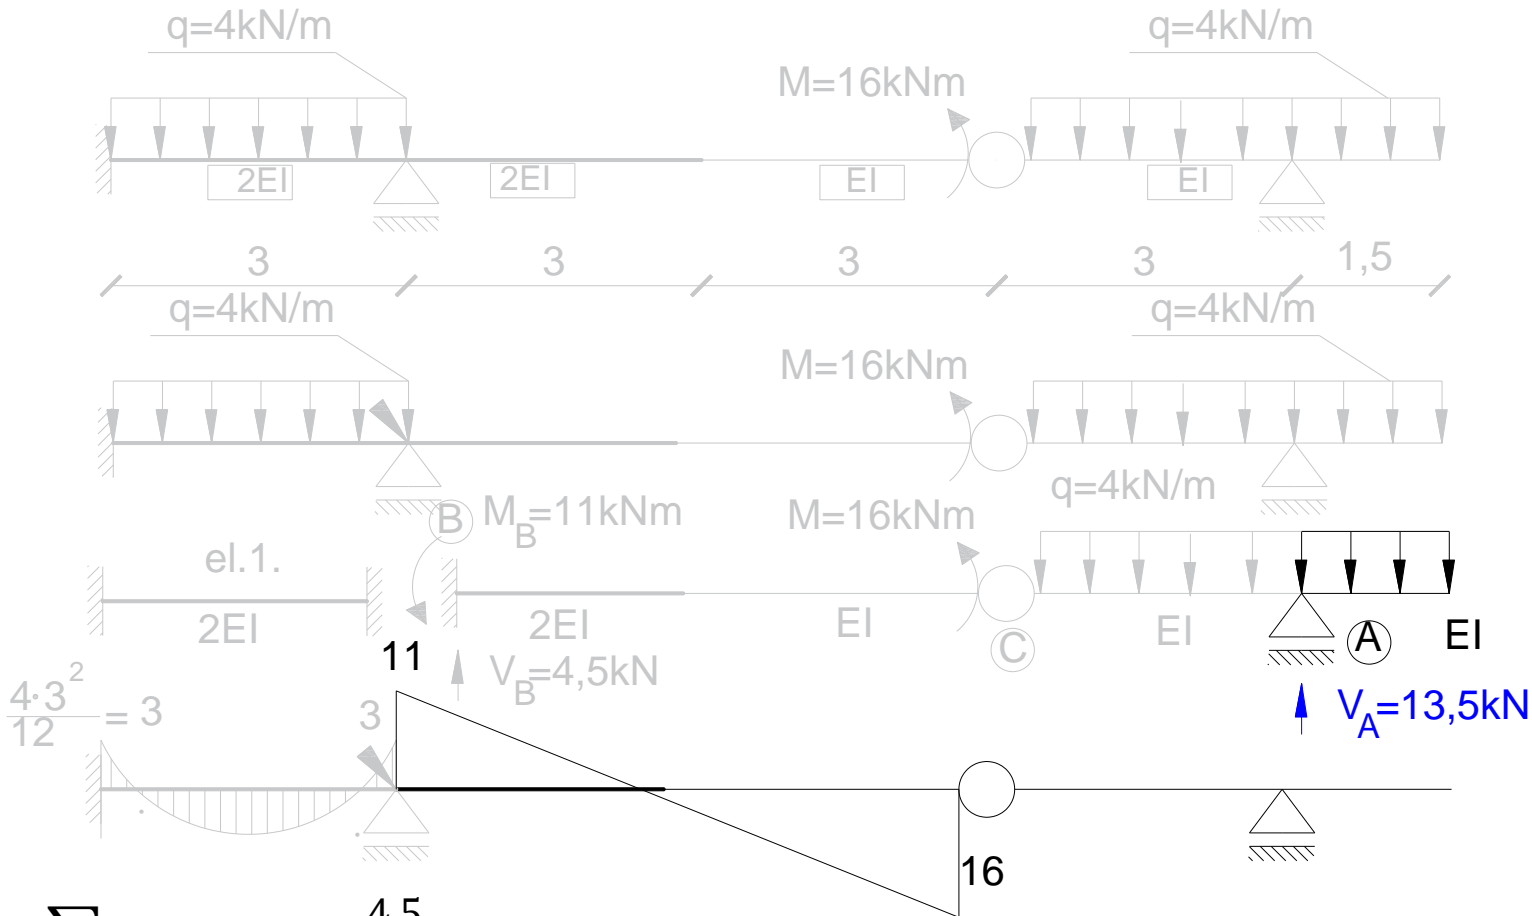 q=4kN/m q=4kN/m
M=16kNm
2EI 2EI EI EI
3 3 3 3 1,5
q=4kN/m q=4kN/m
M=16kNm
q=4kN/m
B M_B=11kNm M=16kNm
el.1.
2EI 2EI EI C EI A EI
11
V_B=4,5kN
4·3²/12 = 3 3 V_A=13,5kN
16
Σ 4.5